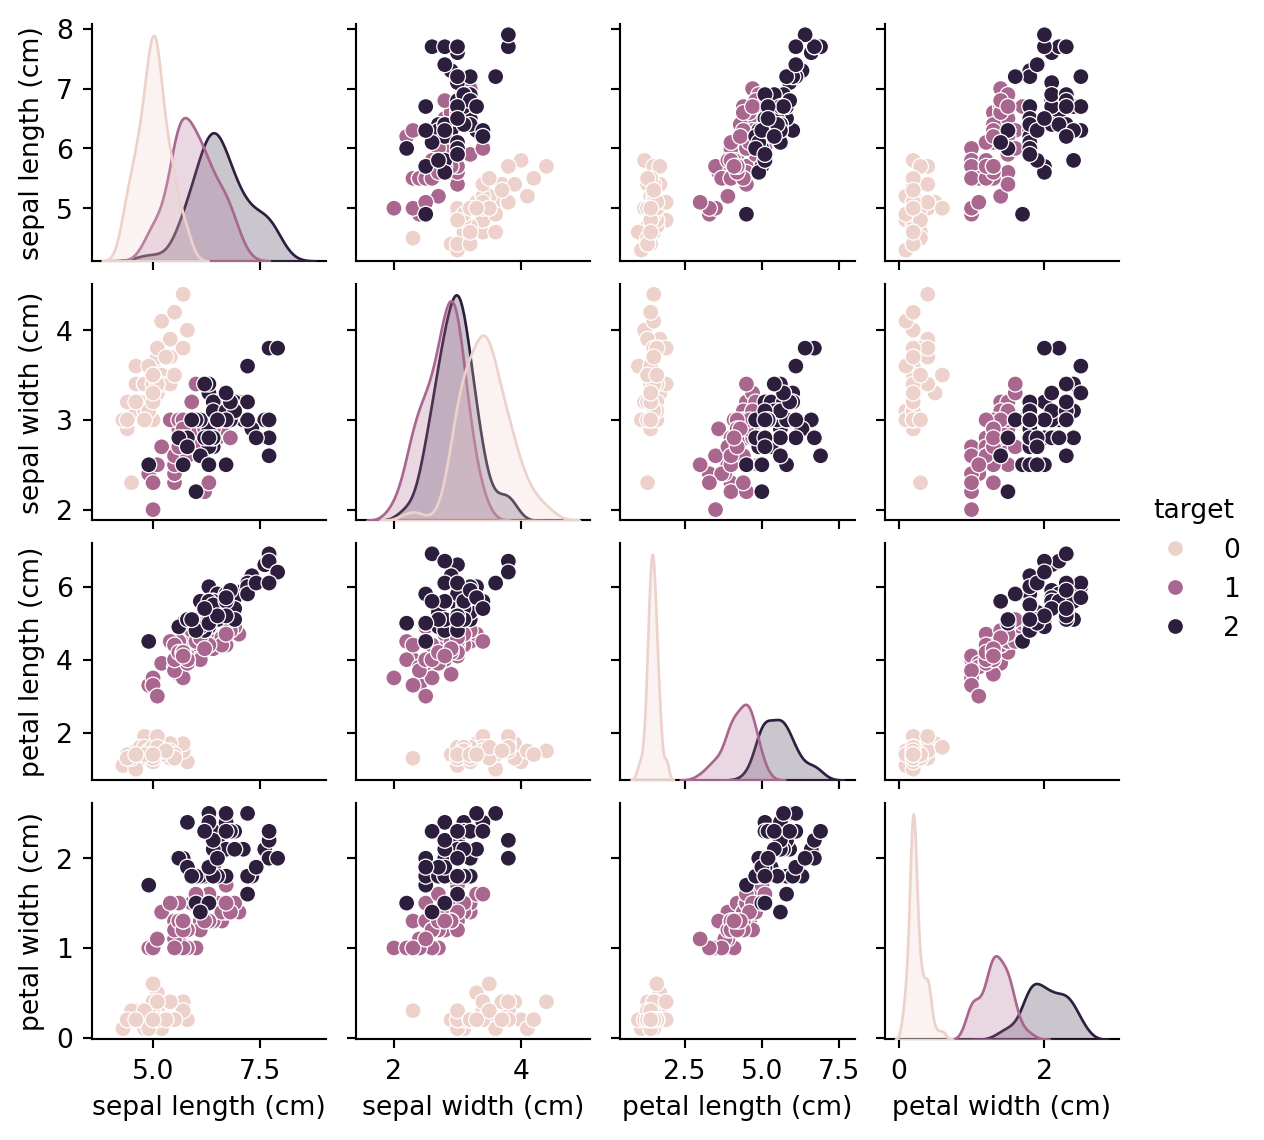 sepal length (cm)
8
7
6
5
sepal width (cm)
4
3
2
petal length (cm)
6
4
2
petal width (cm)
2
1
0
5.0 7.5
sepal length (cm)
2 4
sepal width (cm)
2.5 5.0 7.5
petal length (cm)
0 2
petal width (cm)
target
0
1
2